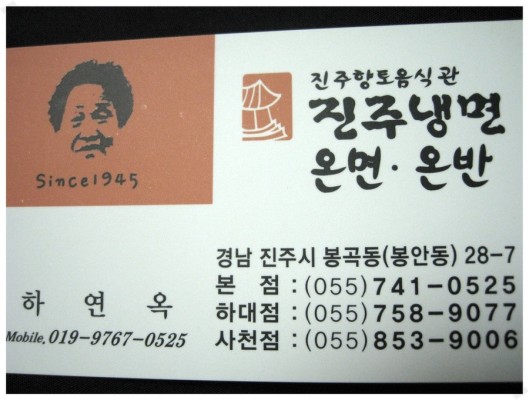 Since1945
진주향토음식관
진주냉면
온면·온반
경남 진주시 봉곡동(봉안동) 28-7
본 점 : (055) 741-0525
하대점 : (055) 758-9077
사천점 : (055) 853-9006
하 연 옥
Mobile. 019-9767-0525